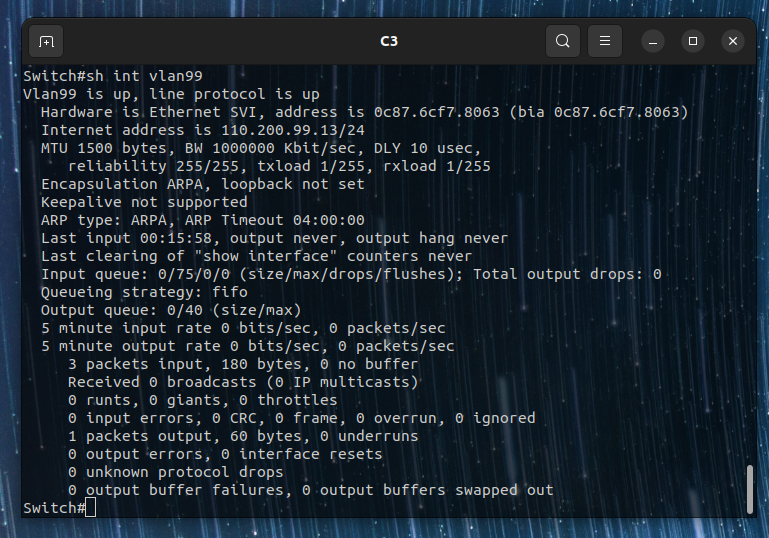 C3
Switch#sh int vlan99
Vlan99 is up, line protocol is up
  Hardware is Ethernet SVI, address is 0c87.6cf7.8063 (bia 0c87.6cf7.8063)
  Internet address is 110.200.99.13/24
  MTU 1500 bytes, BW 1000000 Kbit/sec, DLY 10 usec,
     reliability 255/255, txload 1/255, rxload 1/255
  Encapsulation ARPA, loopback not set
  Keepalive not supported
  ARP type: ARPA, ARP Timeout 04:00:00
  Last input 00:15:58, output never, output hang never
  Last clearing of "show interface" counters never
  Input queue: 0/75/0/0 (size/max/drops/flushes); Total output drops: 0
  Queueing strategy: fifo
  Output queue: 0/40 (size/max)
  5 minute input rate 0 bits/sec, 0 packets/sec
  5 minute output rate 0 bits/sec, 0 packets/sec
     3 packets input, 180 bytes, 0 no buffer
     Received 0 broadcasts (0 IP multicasts)
     0 runts, 0 giants, 0 throttles
     0 input errors, 0 CRC, 0 frame, 0 overrun, 0 ignored
     1 packets output, 60 bytes, 0 underruns
     0 output errors, 0 interface resets
     0 unknown protocol drops
     0 output buffer failures, 0 output buffers swapped out
Switch#